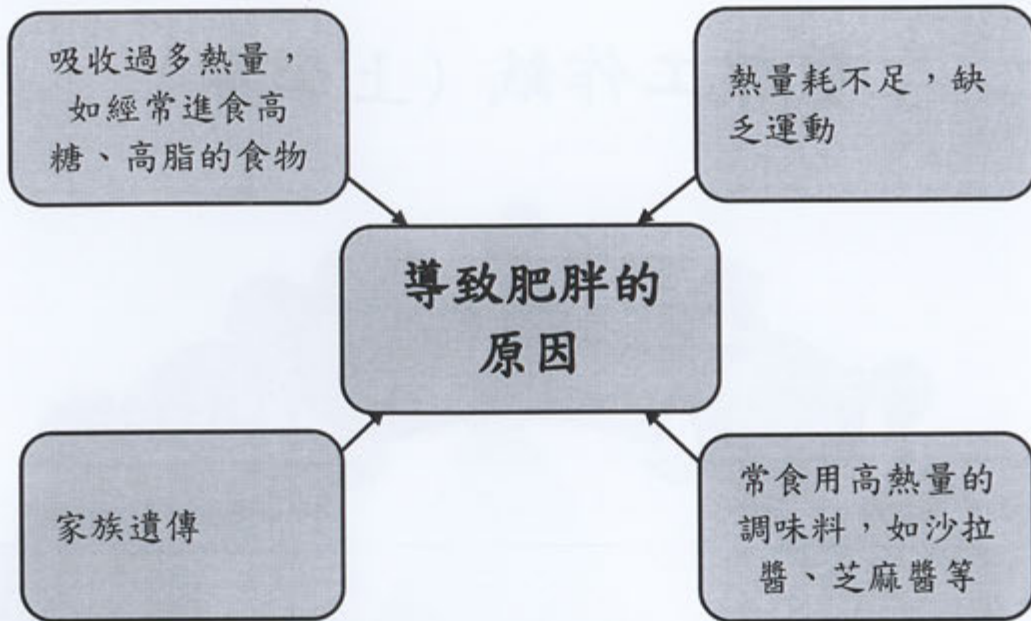 吸收過多熱量，
如經常進食高
糖、高脂的食物
熱量耗不足，缺
乏運動
導致肥胖的
原因
家族遺傳
常食用高熱量的
調味料，如沙拉
醬、芝麻醬等